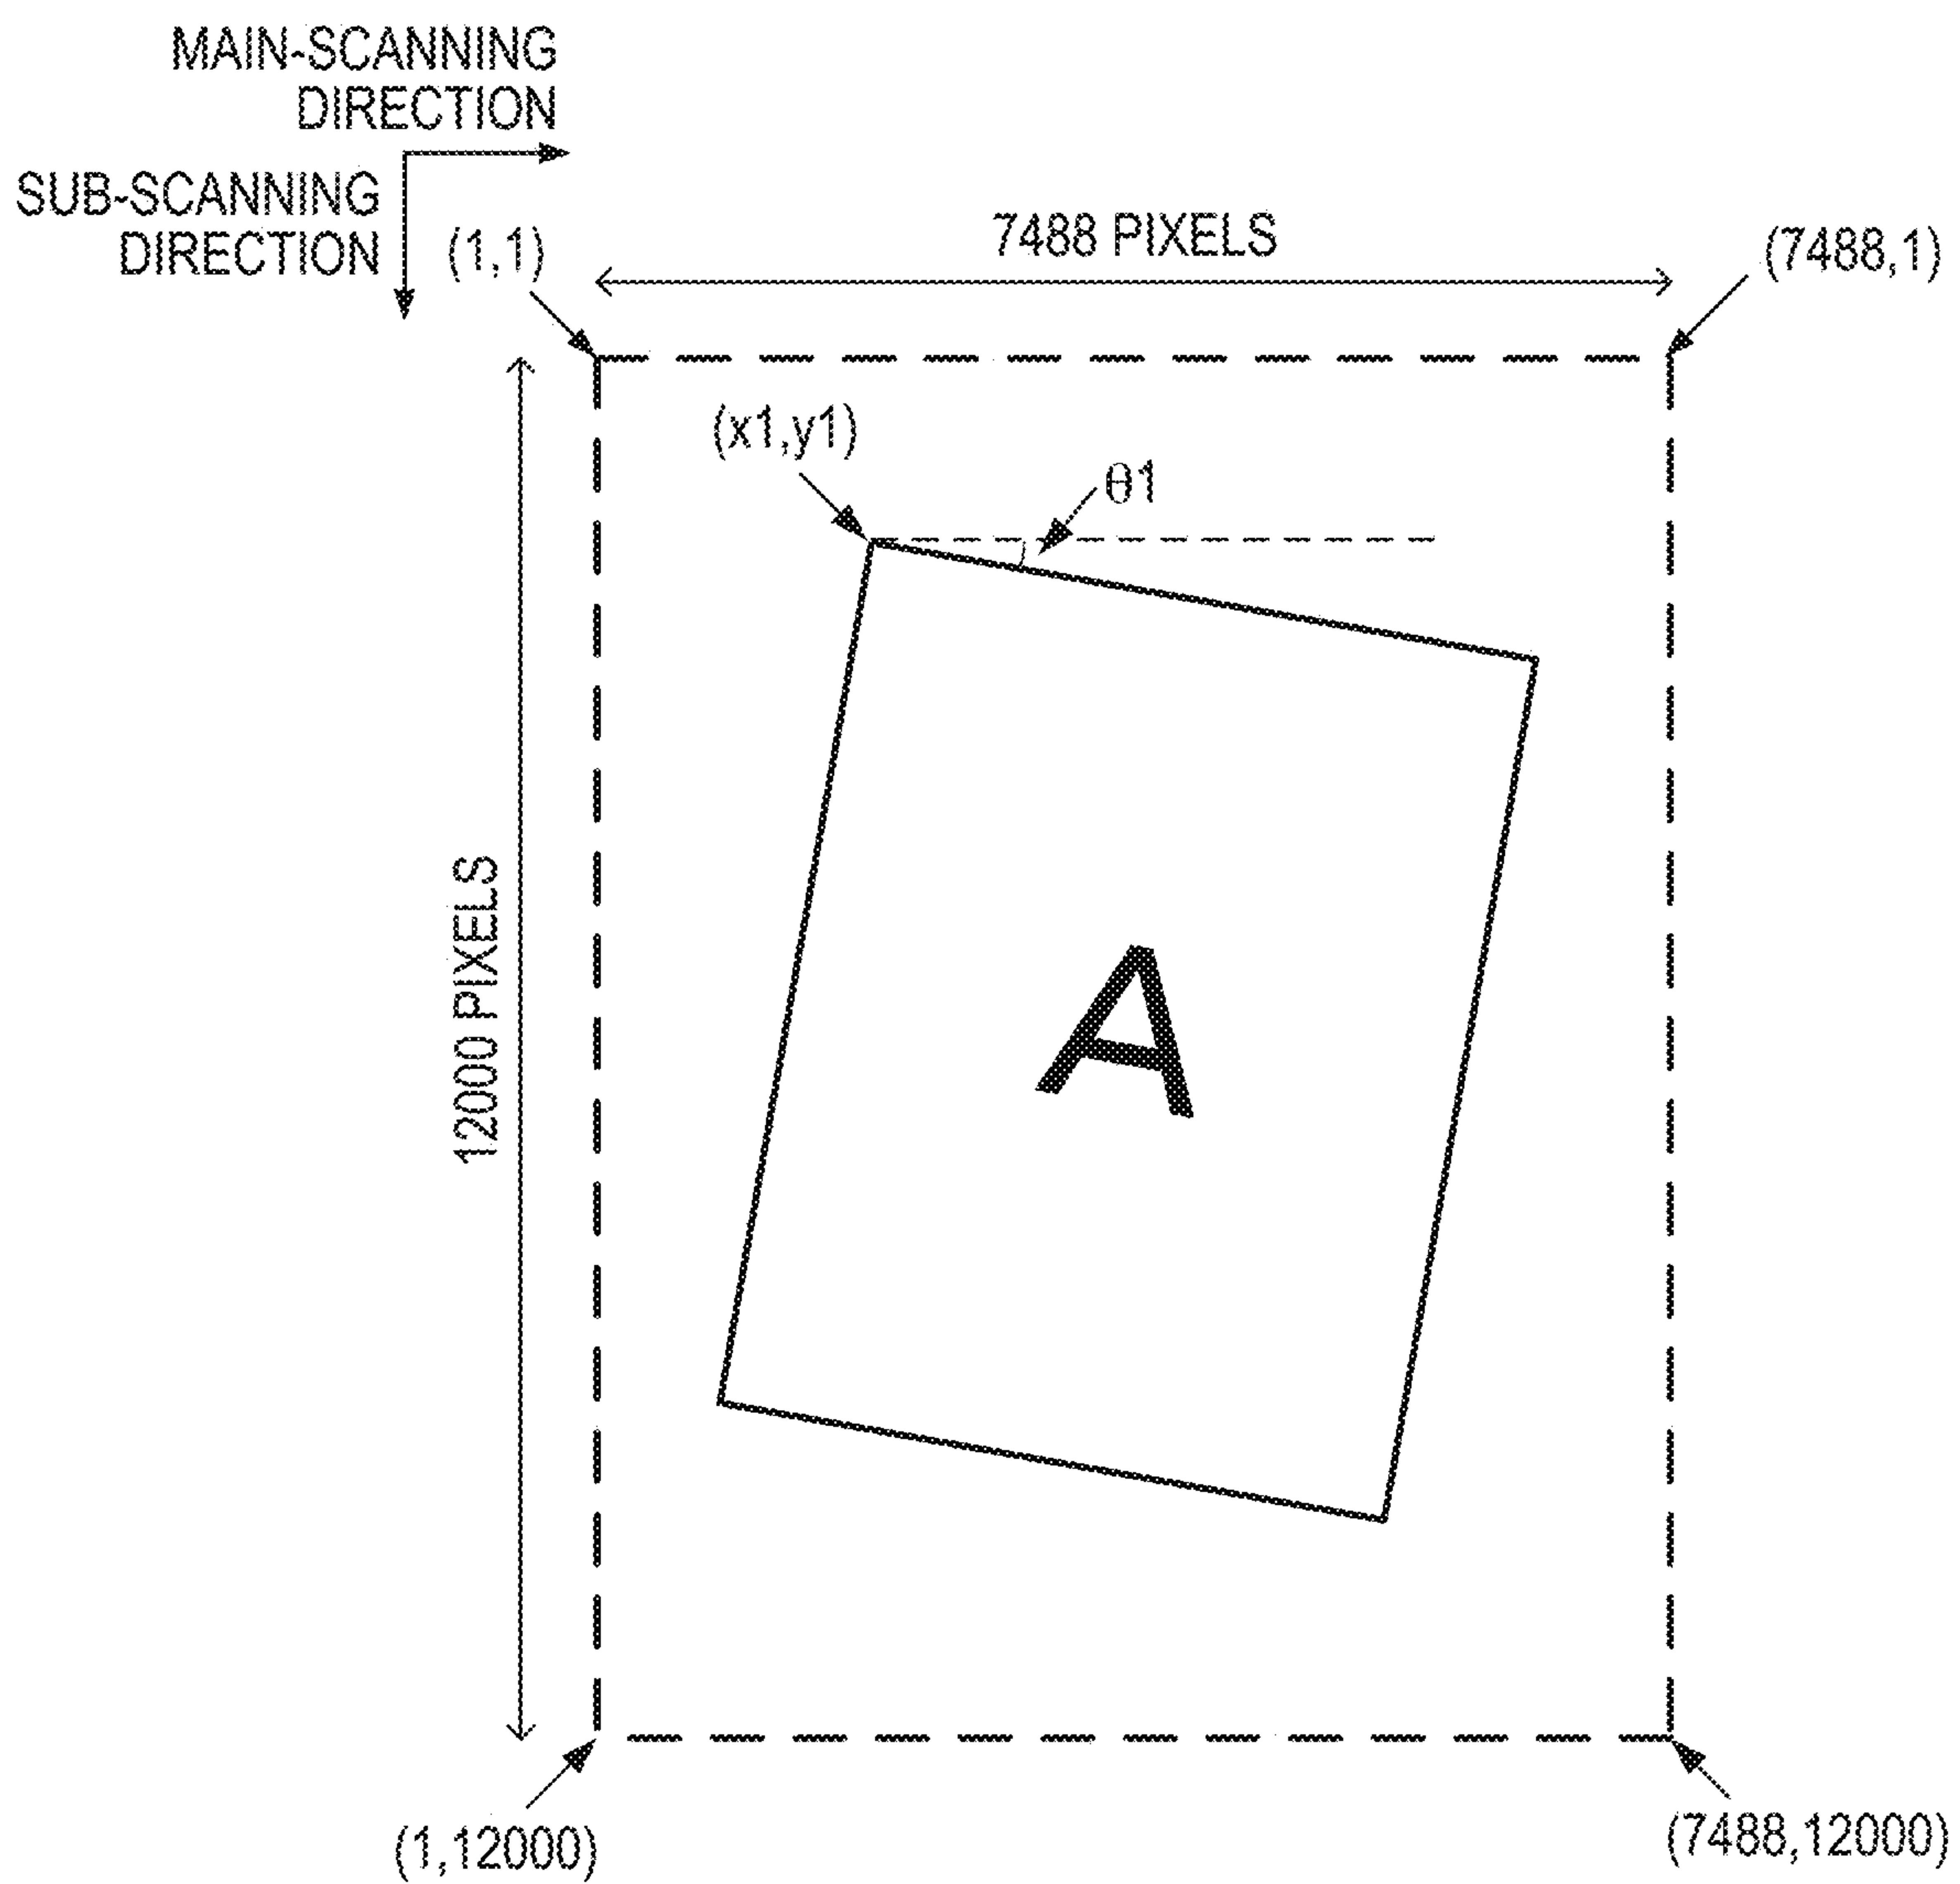 MAIN-SCANNING
DIRECTION
SUB-SCANNING
DIRECTION
(1,1)
7488 PIXELS
(7488,1)
(x1,y1)
θ1
12000 PIXELS
A
(1,12000)
(7488,12000)